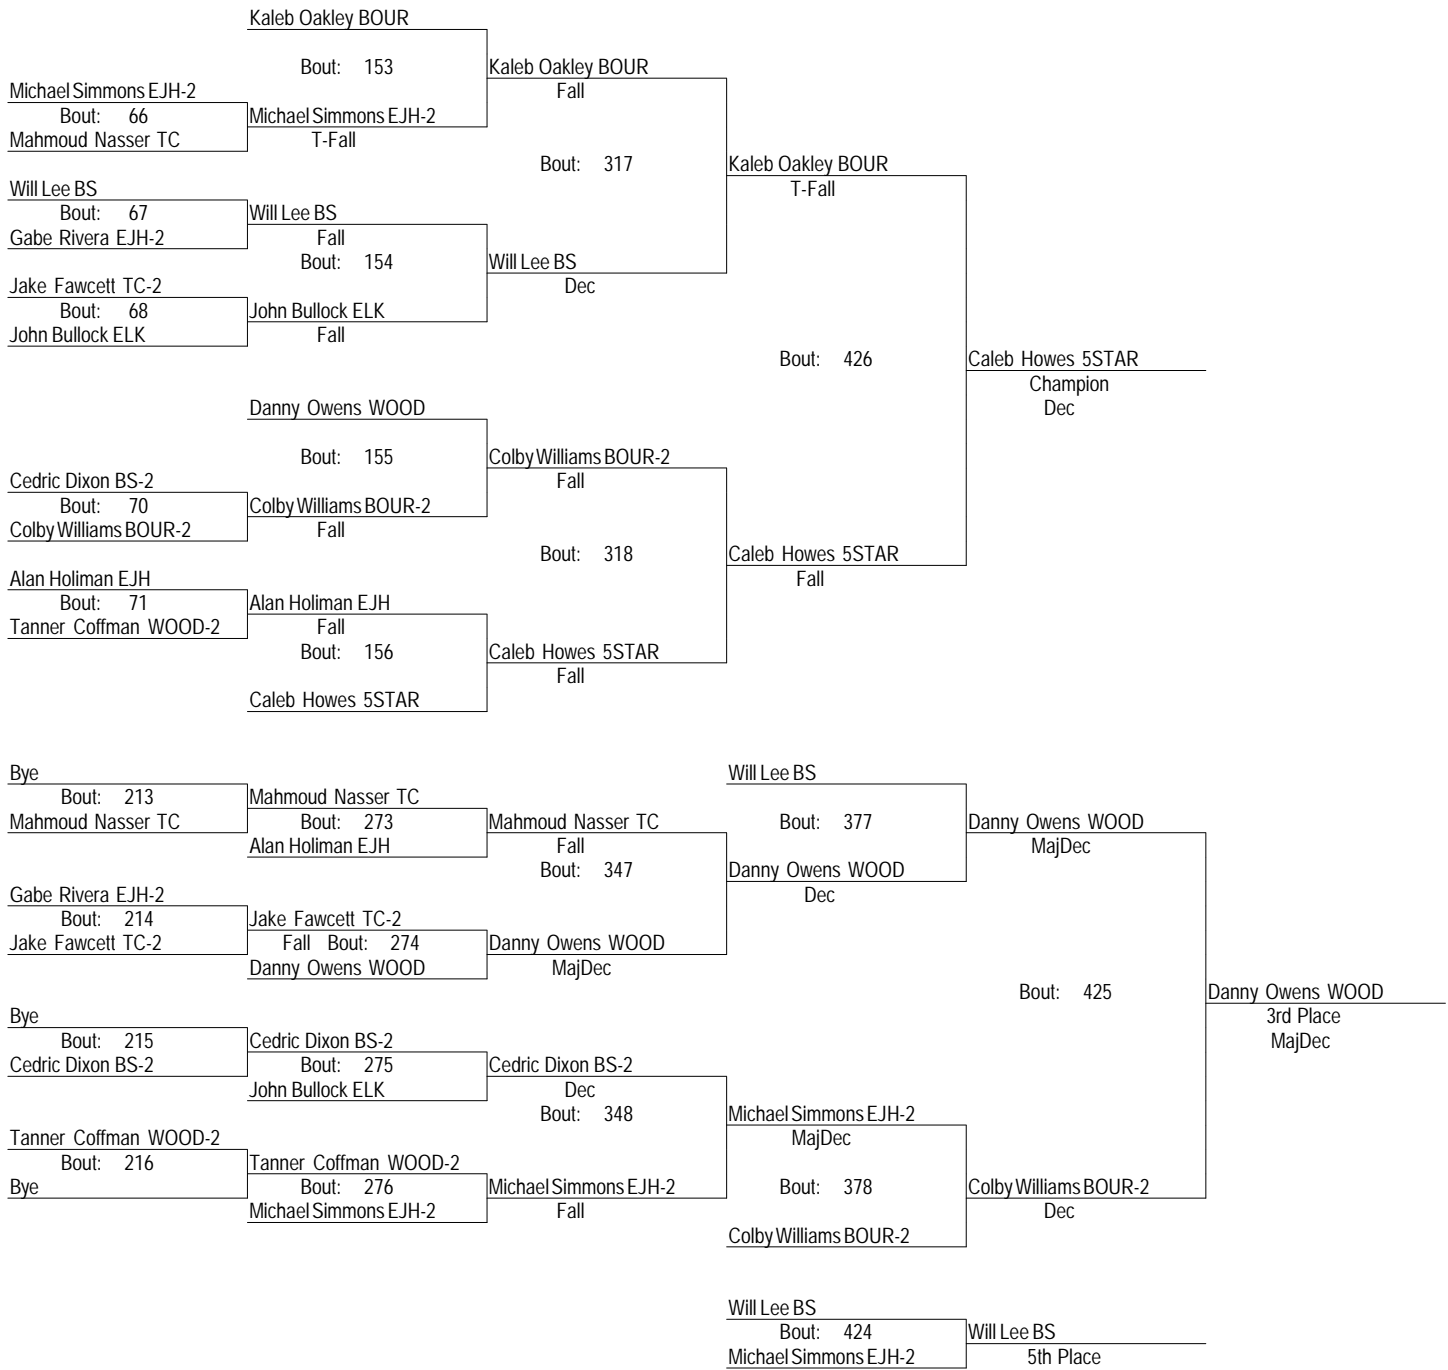 Kaleb Oakley BOUR
Bout: 153 Kaleb Oakley BOUR
Michael Simmons EJH-2 Fall
Bout: 66 Michael Simmons EJH-2
Mahmoud Nasser TC T-Fall
Bout: 317 Kaleb Oakley BOUR
Will Lee BS T-Fall
Bout: 67 Will Lee BS
Gabe Rivera EJH-2 Fall
Bout: 154 Will Lee BS
Jake Fawcett TC-2 Dec
Bout: 68 John Bullock ELK
John Bullock ELK Fall
Bout: 426 Caleb Howes 5STAR
Champion
Danny Owens WOOD Dec
Bout: 155 Colby Williams BOUR-2
Cedric Dixon BS-2 Fall
Bout: 70 Colby Williams BOUR-2
Colby Williams BOUR-2 Fall
Bout: 318 Caleb Howes 5STAR
Alan Holiman EJH Fall
Bout: 71 Alan Holiman EJH
Tanner Coffman WOOD-2 Fall
Bout: 156 Caleb Howes 5STAR
Fall
Caleb Howes 5STAR
Bye Will Lee BS
Bout: 213 Mahmoud Nasser TC
Mahmoud Nasser TC Bout: 273 Mahmoud Nasser TC Bout: 377 Danny Owens WOOD
Alan Holiman EJH Fall MajDec
Bout: 347 Danny Owens WOOD
Gabe Rivera EJH-2 Dec
Bout: 214 Jake Fawcett TC-2
Jake Fawcett TC-2 Fall Bout: 274 Danny Owens WOOD
Danny Owens WOOD MajDec
Bout: 425 Danny Owens WOOD
Bye 3rd Place
Bout: 215 Cedric Dixon BS-2 MajDec
Cedric Dixon BS-2 Bout: 275 Cedric Dixon BS-2
John Bullock ELK Dec
Bout: 348 Michael Simmons EJH-2
Tanner Coffman WOOD-2 MajDec
Bout: 216 Tanner Coffman WOOD-2
Bye Bout: 276 Michael Simmons EJH-2 Bout: 378 Colby Williams BOUR-2
Michael Simmons EJH-2 Fall Dec
Colby Williams BOUR-2
Will Lee BS
Bout: 424 Will Lee BS
Michael Simmons EJH-2 5th Place